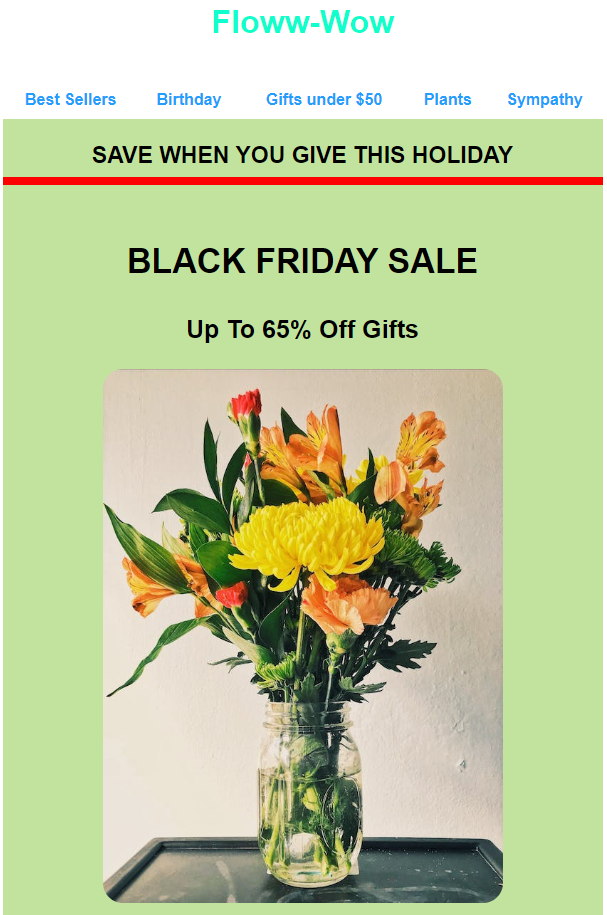 Floww-Wow
Best Sellers Birthday Gifts under $50 Plants Sympathy
SAVE WHEN YOU GIVE THIS HOLIDAY
BLACK FRIDAY SALE
Up To 65% Off Gifts